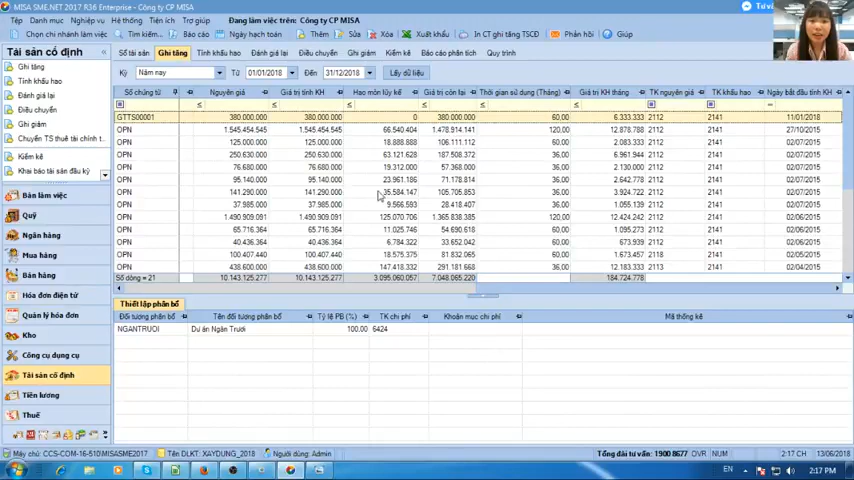 MISA SME.NET 2017 R36 Enterprise - Công ty CP MISA
Tệp Danh mục Nghiệp vụ Hệ thống Tiện ích Trợ giúp Đang làm việc trên: Công ty CP MISA
Chọn chi nhánh làm việc Tìm kiếm... Báo cáo Ngày hạch toán Thêm Sửa Xóa Xuất khẩu In CT ghi tăng TSCĐ Phản hồi Giúp
Tài sản cố định
Sơ tài sản Ghi tăng Tính khấu hao Đánh giá lại Điều chuyển Ghi giảm Kiểm kê Báo cáo phân tích Quy trình
Kỳ Năm nay Từ 01/01/2018 Đến 31/12/2018 Lấy dữ liệu
Ghi tăng
Tính khấu hao
Đánh giá lại
Điều chuyển
Ghi giảm
Chuyển TS thuê tài chính t...
Kiểm kê
Khai báo tài sản đầu kỳ
Bàn làm việc
Quỹ
Ngân hàng
Mua hàng
Bán hàng
Hóa đơn điện tử
Quản lý hóa đơn
Kho
Công cụ dụng cụ
Tài sản cố định
Tiền lương
Thuế
Số chứng từ Nguyên giá Giá trị tính KH Hao mòn lũy kế Giá trị còn lại Thời gian sử dụng (Tháng) Giá trị KH tháng TK nguyên giá TK khấu hao Ngày bắt đầu tính KH
≤ ≤ ≤ ≤ ≤ ≤ =
GTTS00001 380.000.000 380.000.000 0 380.000.000 60,00 6.333.333 2112 2141 11/01/2018
OPN 1.545.454.545 1.545.454.545 66.540.404 1.478.914.141 120,00 12.878.788 2112 2141 27/10/2015
OPN 125.000.000 125.000.000 18.888.888 106.111.112 60,00 2.083.333 2112 2141 02/07/2015
OPN 250.630.000 250.630.000 63.121.628 187.508.372 36,00 6.961.944 2112 2141 02/07/2015
OPN 76.680.000 76.680.000 19.312.000 57.368.000 36,00 2.130.000 2112 2141 02/07/2015
OPN 95.140.000 95.140.000 23.961.186 71.178.814 36,00 2.642.778 2112 2141 02/07/2015
OPN 141.290.000 141.290.000 35.584.147 105.705.853 36,00 3.924.722 2112 2141 02/07/2015
OPN 37.985.000 37.985.000 9.566.593 28.418.407 36,00 1.055.139 2112 2141 02/07/2015
OPN 1.490.909.091 1.490.909.091 125.070.706 1.365.838.385 120,00 12.424.242 2112 2141 02/06/2015
OPN 65.716.364 65.716.364 11.025.746 54.690.618 60,00 1.095.273 2112 2141 02/06/2015
OPN 40.436.364 40.436.364 6.784.322 33.652.042 60,00 673.939 2112 2141 02/06/2015
OPN 100.407.440 100.407.440 18.575.375 81.832.065 60,00 1.673.457 2118 2141 02/05/2015
OPN 438.600.000 438.600.000 147.418.332 291.181.668 36,00 12.183.333 2113 2141 02/04/2015
Số dòng = 21 10.143.125.277 10.143.125.277 3.095.060.057 7.048.065.220 184.724.778
Thiết lập phân bổ
Đối tượng phân bổ Tên đối tượng phân bổ Tỷ lệ PB (%) TK chi phí Khoản mục chi phí Mã thống kê
NGANTRUOI Dự án Ngàn Trươi 100,00 6424
Máy chủ: CCS-COM-16-510\MISASME2017 Tên DLKT: XAYDUNG_2018 Người dùng: Admin Tổng đài tư vấn: 1900 8677 OVR NUM 2:17 CH 13/06/2018
EN 2:17 PM